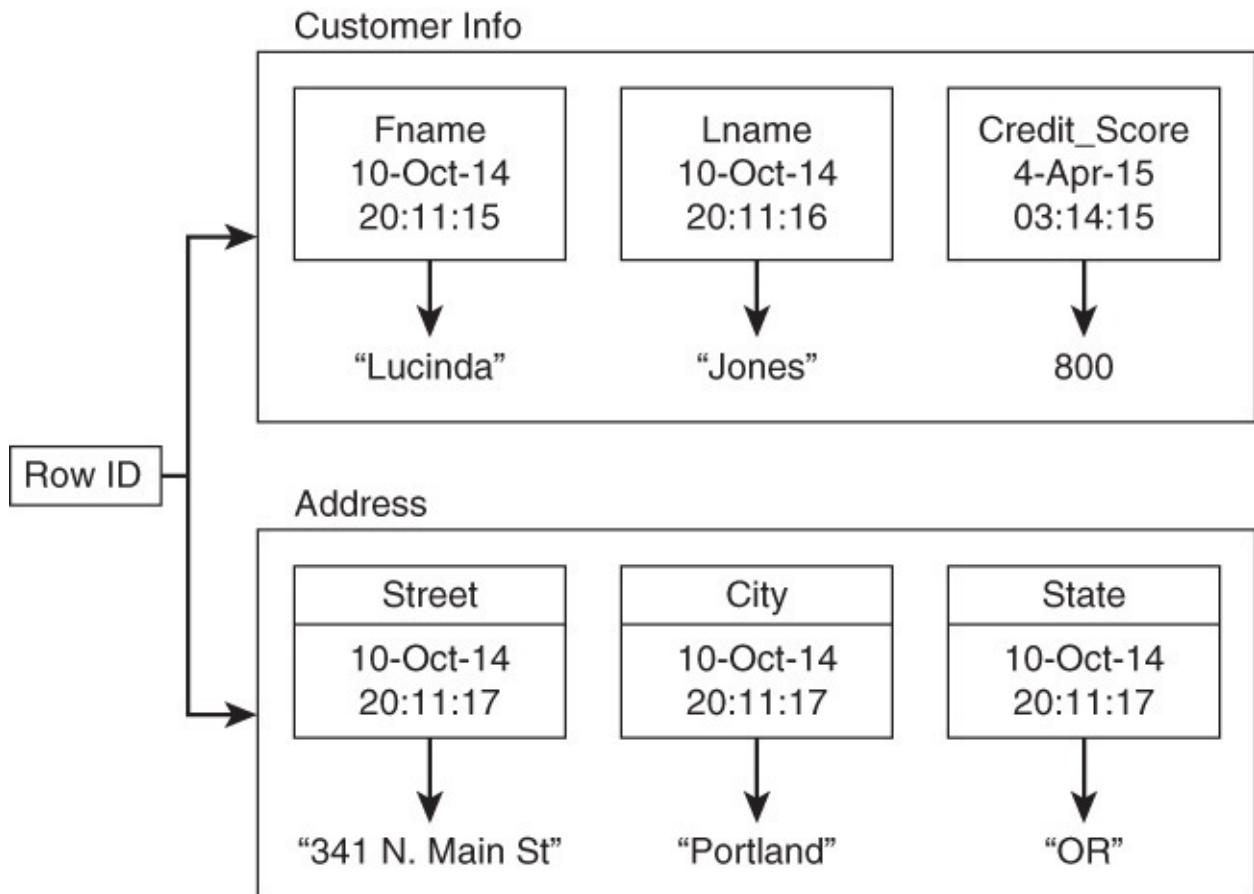 Customer Info
Fname
10-Oct-14
20:11:15
Lname
10-Oct-14
20:11:16
Credit_Score
4-Apr-15
03:14:15
“Lucinda”
“Jones”
800
Row ID
Address
Street
10-Oct-14
20:11:17
City
10-Oct-14
20:11:17
State
10-Oct-14
20:11:17
“341 N. Main St”
“Portland”
“OR”